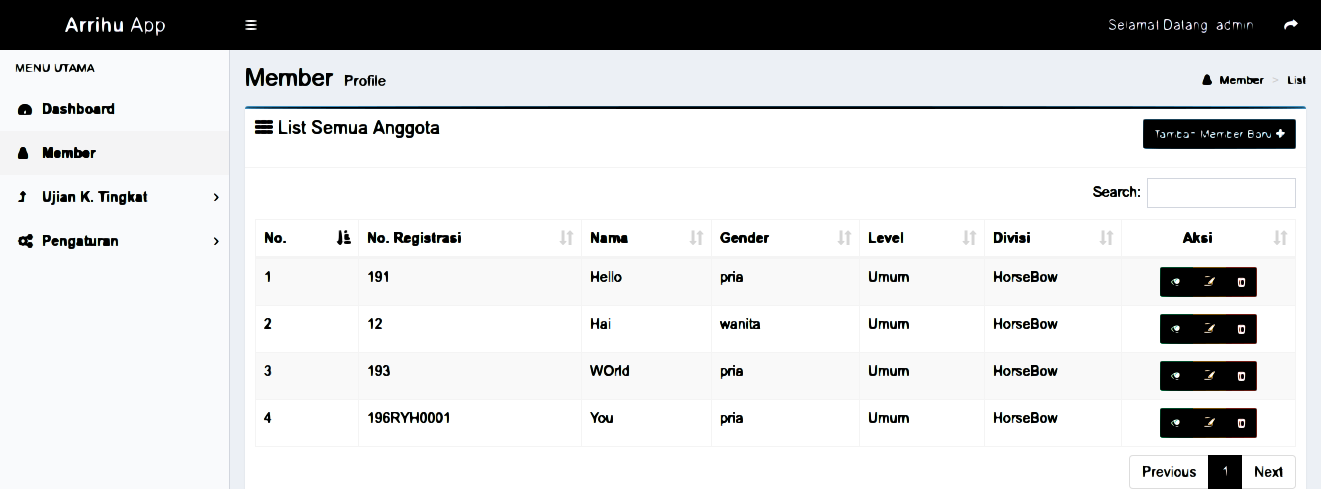 Arrihu App
Selamat Datang admin
MENU UTAMA
Dashboard
Member
Ujian K. Tingkat
Pengaturan
Member Profile
Member > List
List Semua Anggota
Tambah Member Baru +
Search:
No. No. Registrasi Nama Gender Level Divisi Aksi
1 191 Hello pria Umum HorseBow
2 12 Hai wanita Umum HorseBow
3 193 WOrld pria Umum HorseBow
4 196RYH0001 You pria Umum HorseBow
Previous 1 Next